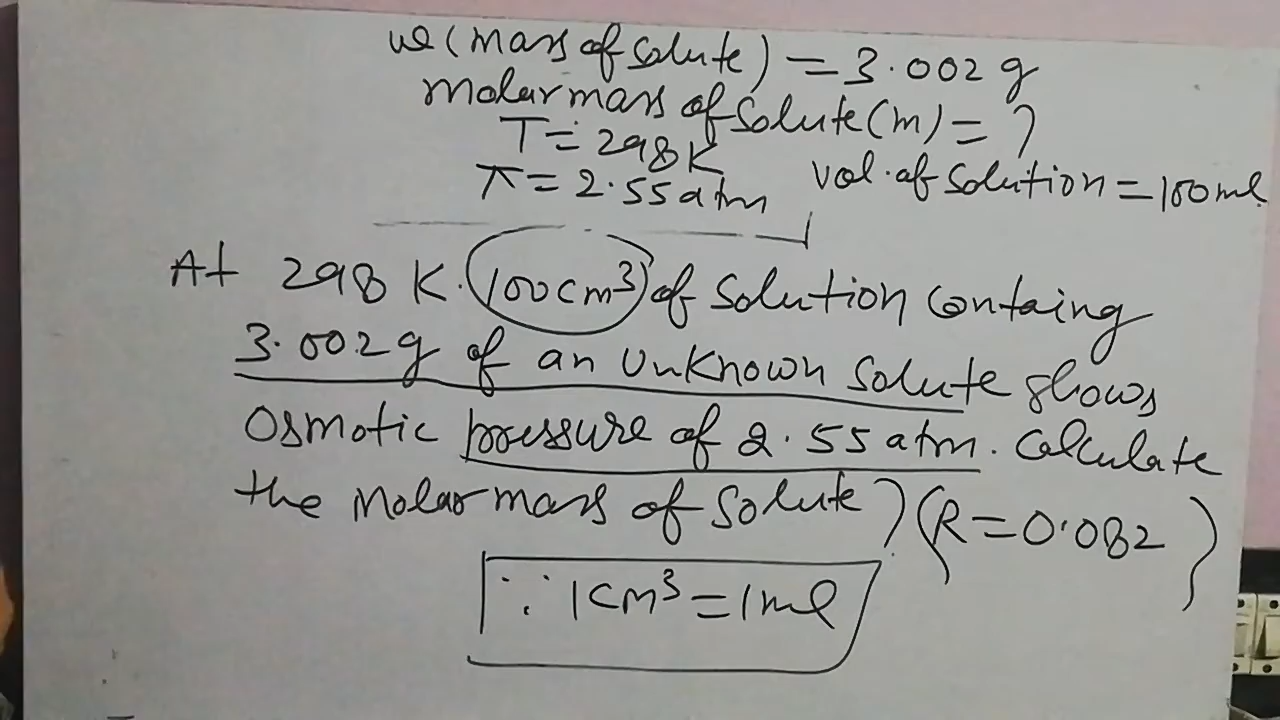 we (mass of solute) = 3.002 g
molar mass of solute (m) = ?
T = 298 K
π = 2.55 atm vol. of solution = 100 ml
At 298 K. 100 cm³ of solution containg
3.002 g of an unknown solute shows
osmotic pressure of 2.55 atm. calculate
the Molar mass of solute ? (R = 0.082 )
∵ 1 cm³ = 1 ml